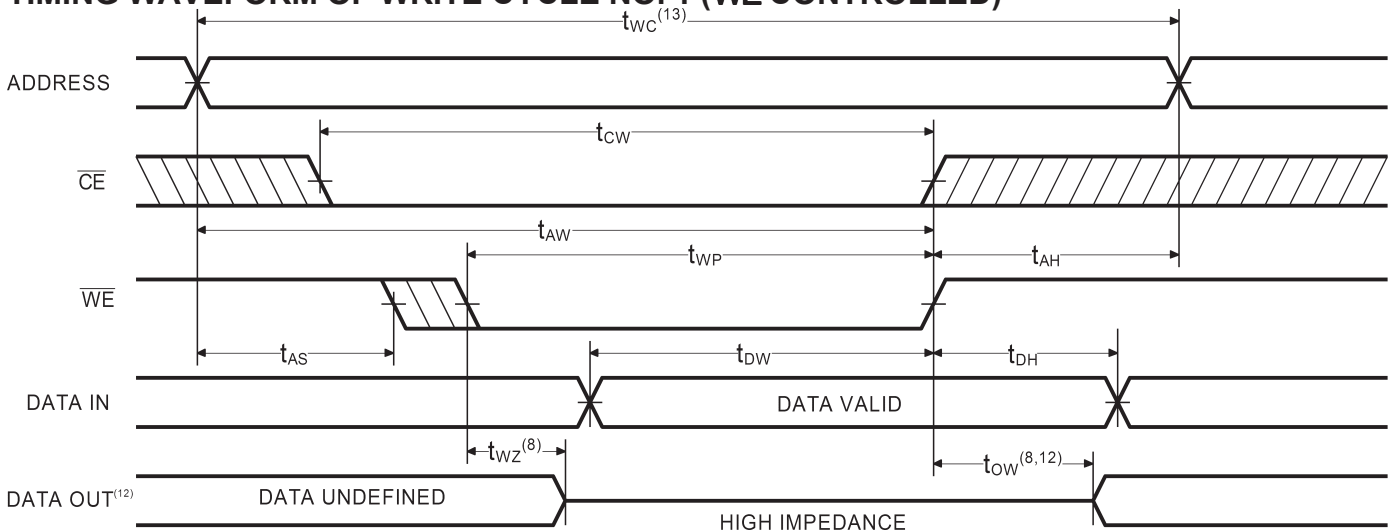 TIMING WAVEFORM OF WRITE CYCLE NO. 1 (WE CONTROLLED)
tWC(13)
ADDRESS
tCW
CE
tAW
tWP
tAH
WE
tAS
tDW
tDH
DATA IN
DATA VALID
tWZ(8)
tOW(8,12)
DATA OUT(12)
DATA UNDEFINED
HIGH IMPEDANCE